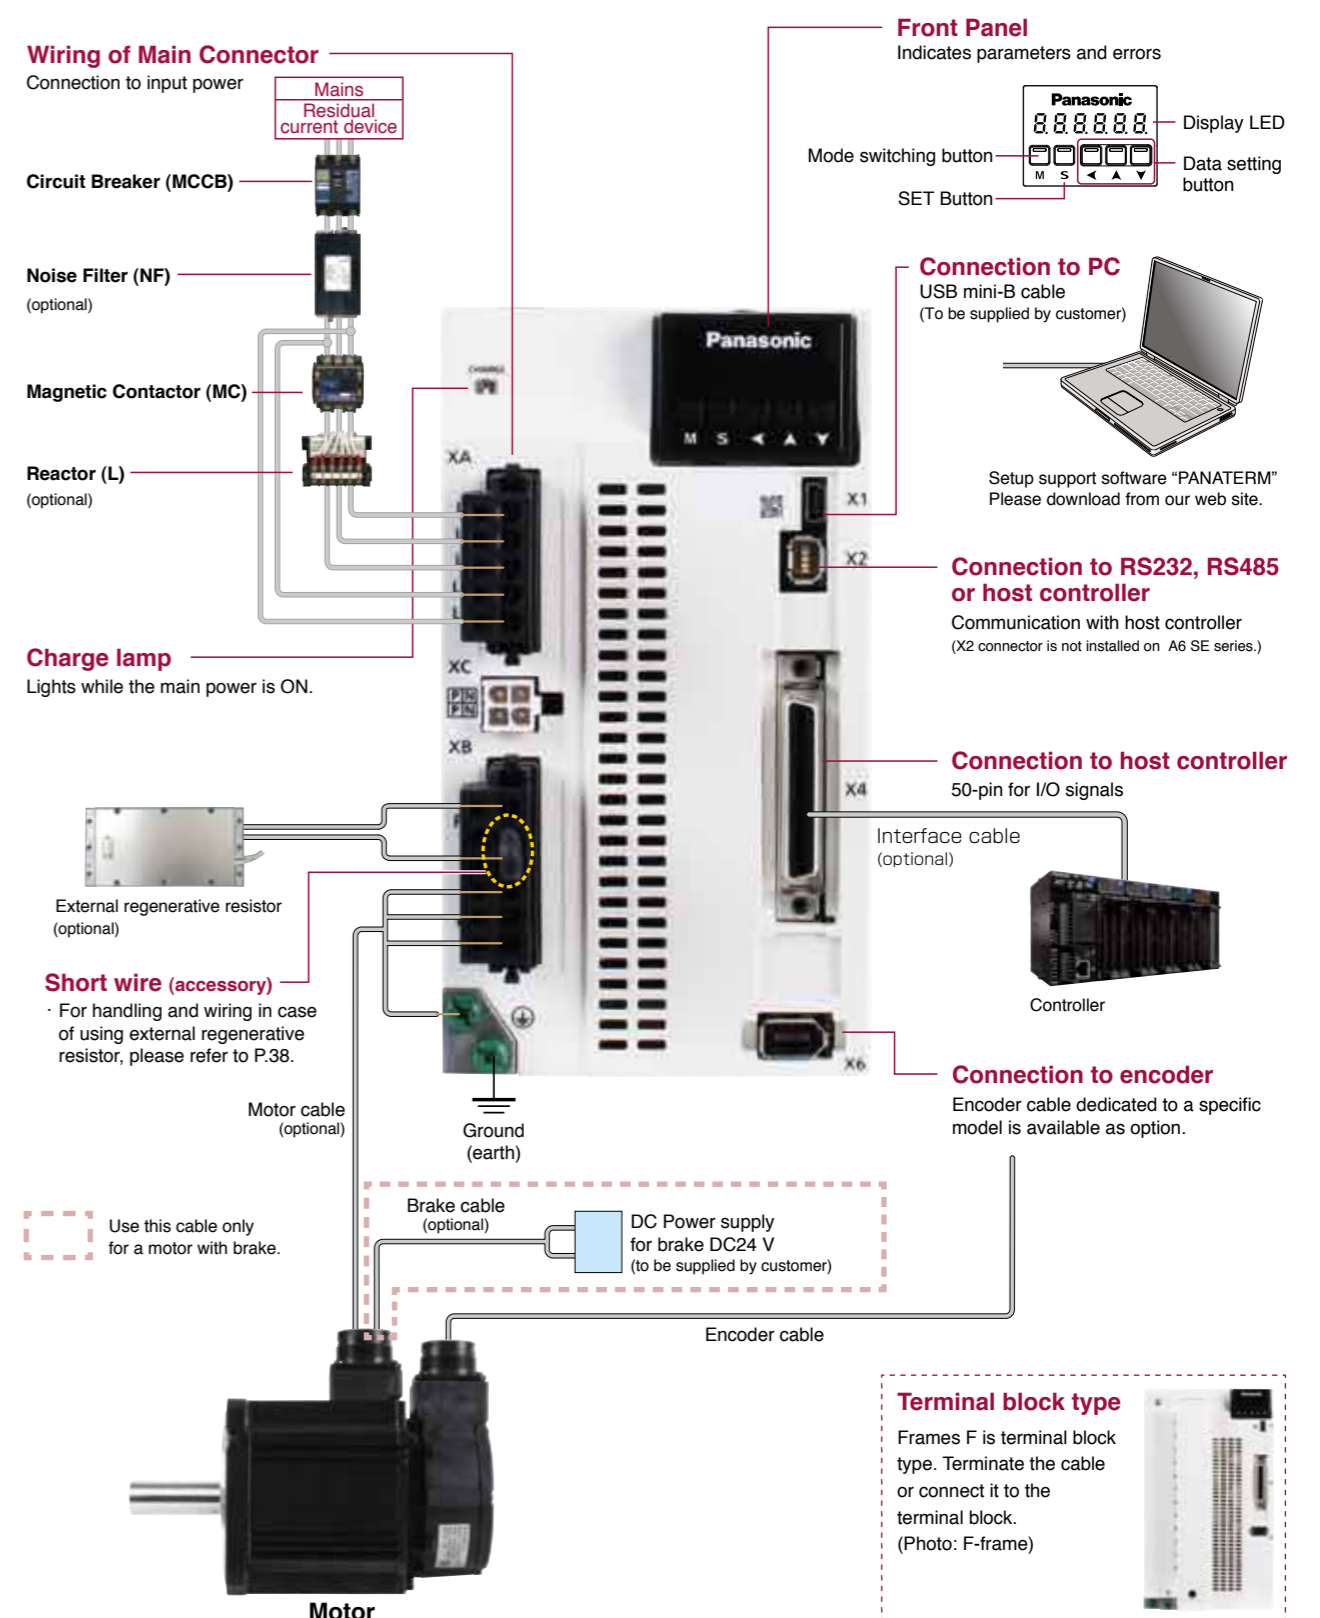 Wiring of Main Connector
Connection to input power
Mains
Residual
current device
Circuit Breaker (MCCB)
Noise Filter (NF)
(optional)
Magnetic Contactor (MC)
Reactor (L)
(optional)
Charge lamp
Lights while the main power is ON.
External regenerative resistor
(optional)
Short wire (accessory)
· For handling and wiring in case
of using external regenerative
resistor, please refer to P.38.
Motor cable
(optional)
Ground
(earth)
Front Panel
Indicates parameters and errors
Panasonic
8.8.8.8.8.8.
Display LED
Mode switching button
M S
Data setting
button
SET Button
Connection to PC
USB mini-B cable
(To be supplied by customer)
Setup support software “PANATERM”
Please download from our web site.
Panasonic
M S
CHARGE
XA
XC
P N
P N
XB
X1
X2
X4
X6
Connection to RS232, RS485
or host controller
Communication with host controller
(X2 connector is not installed on A6 SE series.)
Connection to host controller
50-pin for I/O signals
Interface cable
(optional)
Controller
Connection to encoder
Encoder cable dedicated to a specific
model is available as option.
Use this cable only
for a motor with brake.
Brake cable
(optional)
DC Power supply
for brake DC24 V
(to be supplied by customer)
Encoder cable
Motor
Terminal block type
Frames F is terminal block
type. Terminate the cable
or connect it to the
terminal block.
(Photo: F-frame)